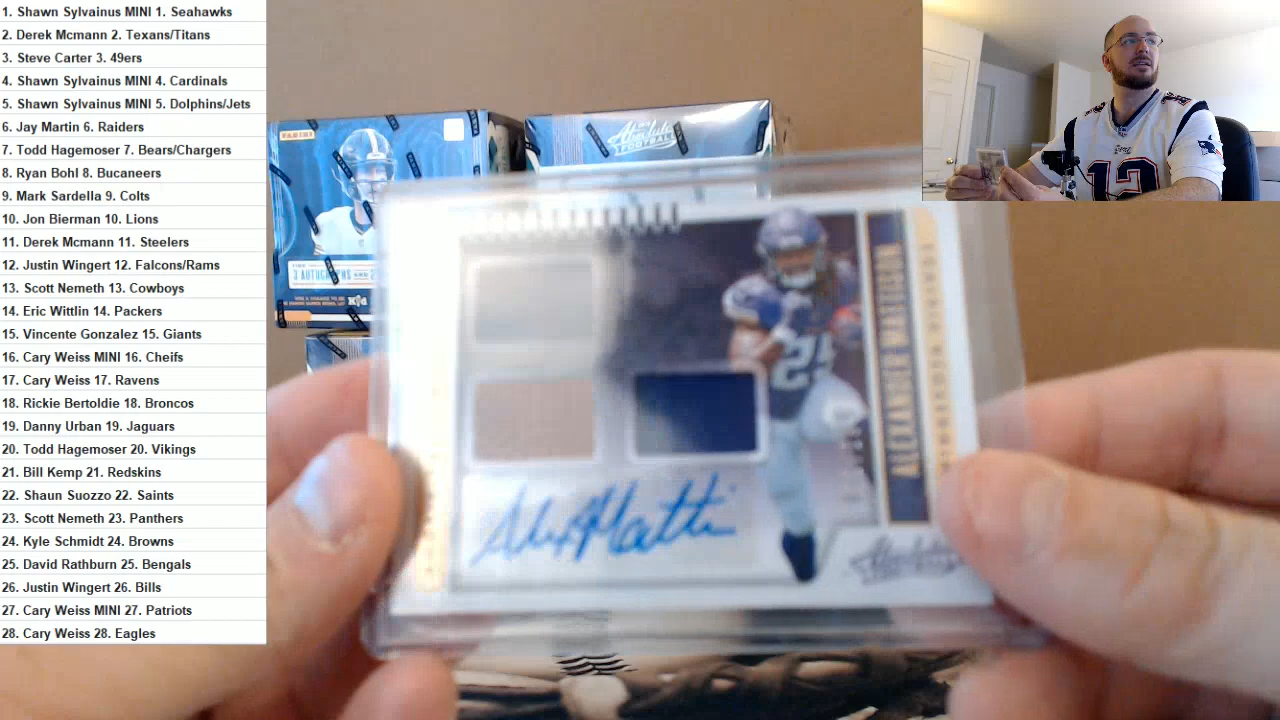 1. Shawn Sylvainus MINI 1. Seahawks
2. Derek Mcmann 2. Texans/Titans
3. Steve Carter 3. 49ers
4. Shawn Sylvainus MINI 4. Cardinals
5. Shawn Sylvainus MINI 5. Dolphins/Jets
6. Jay Martin 6. Raiders
7. Todd Hagemoser 7. Bears/Chargers
8. Ryan Bohl 8. Bucaneers
9. Mark Sardella 9. Colts
10. Jon Bierman 10. Lions
11. Derek Mcmann 11. Steelers
12. Justin Wingert 12. Falcons/Rams
13. Scott Nemeth 13. Cowboys
14. Eric Wittlin 14. Packers
15. Vincente Gonzalez 15. Giants
16. Cary Weiss MINI 16. Cheifs
17. Cary Weiss 17. Ravens
18. Rickie Bertoldie 18. Broncos
19. Danny Urban 19. Jaguars
20. Todd Hagemoser 20. Vikings
21. Bill Kemp 21. Redskins
22. Shaun Suozzo 22. Saints
23. Scott Nemeth 23. Panthers
24. Kyle Schmidt 24. Browns
25. David Rathburn 25. Bengals
26. Justin Wingert 26. Bills
27. Cary Weiss MINI 27. Patriots
28. Cary Weiss 28. Eagles
PANINI
Absolute
FOOTBALL
3 AUTOGRAPHS
ALEXANDER MATTISON
25
Absolute
12